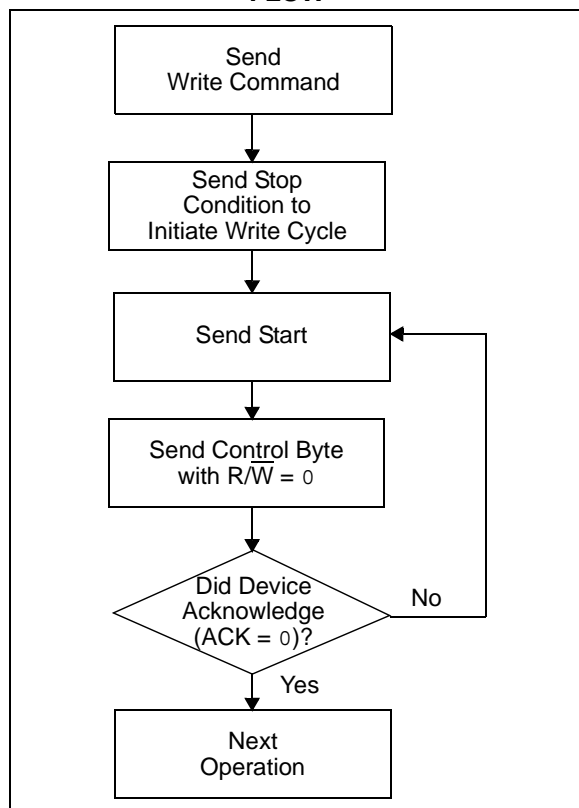 Send
Write Command
Send Stop
Condition to
Initiate Write Cycle
Send Start
Send Control Byte
with R/W̅ = 0
Did Device
Acknowledge
(ACK = 0)?
No
Yes
Next
Operation